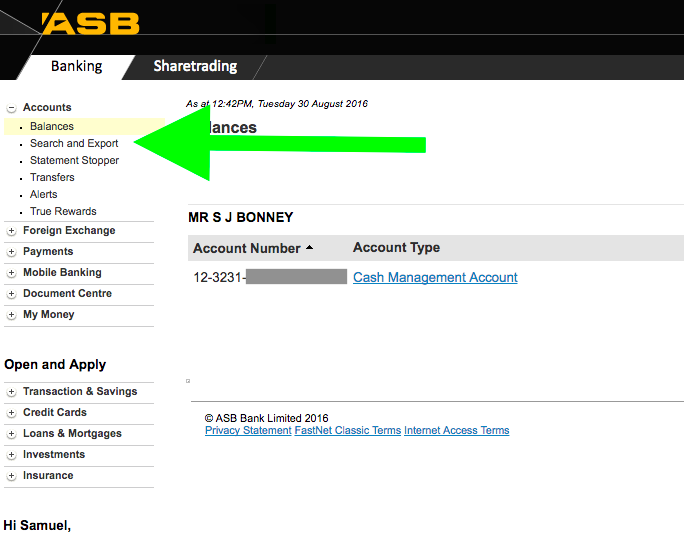 ASB
Banking
Sharetrading
Accounts
Balances
Search and Export
Statement Stopper
Transfers
Alerts
True Rewards
Foreign Exchange
Payments
Mobile Banking
Document Centre
My Money
Open and Apply
Transaction & Savings
Credit Cards
Loans & Mortgages
Investments
Insurance
Hi Samuel,
As at 12:42PM, Tuesday 30 August 2016
lances
MR S J BONNEY
Account Number Account Type
12-3231- Cash Management Account
© ASB Bank Limited 2016
Privacy Statement FastNet Classic Terms Internet Access Terms